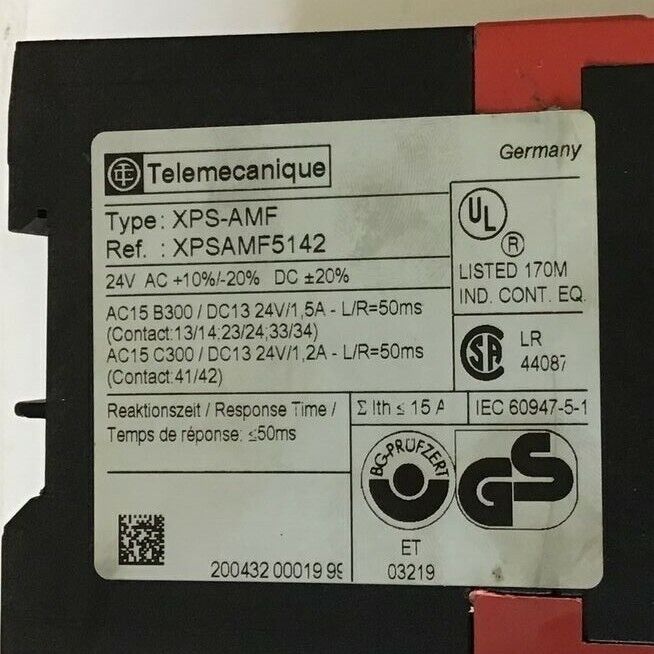 Telemecanique
Germany
Type: XPS-AMF
Ref. : XPSAMF5142
24V AC +10%/-20% DC ±20%
AC15 B300 / DC13 24V/1,5A - L/R=50ms
(Contact:13/14;23/24;33/34)
AC15 C300 / DC13 24V/1,2A - L/R=50ms
(Contact:41/42)
UL
®
LISTED 170M
IND. CONT. EQ.
SA
LR
44087
Reaktionszeit / Response Time /
Temps de réponse: ≤50ms
Σ Ith ≤ 15 A
IEC 60947-5-1
BG-PRÜFZERT
GS
ET
03219
200432 00019 99